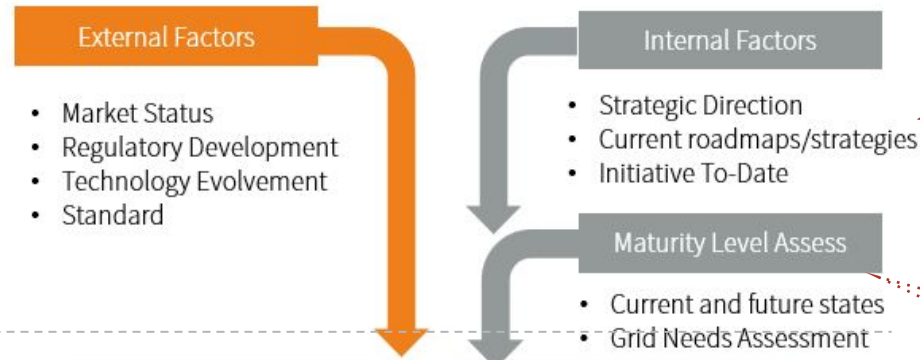 External Factors
• Market Status
• Regulatory Development
• Technology Evolvement
• Standard
Internal Factors
• Strategic Direction
• Current roadmaps/strategies
• Initiative To-Date
Maturity Level Assess
• Current and future states
• Grid Needs Assessment